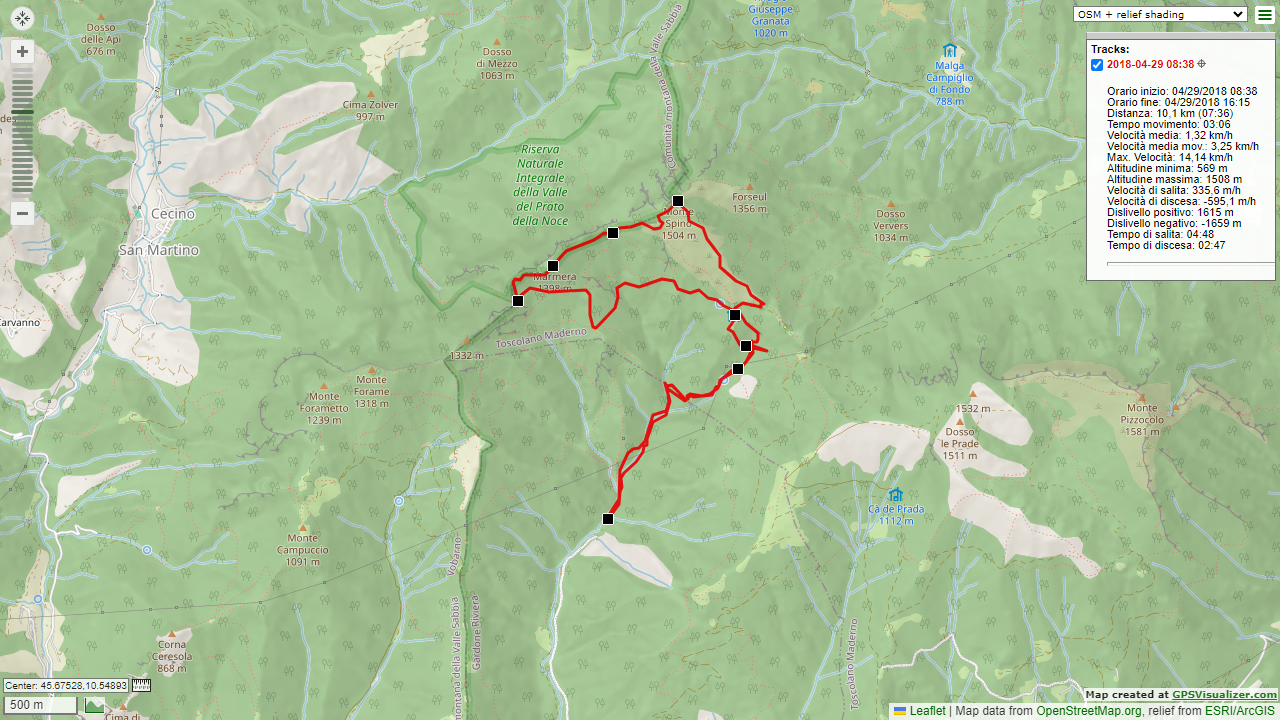 OSM + relief shading
Tracks:
2018-04-29 08:38
Orario inizio: 04/29/2018 08:38
Orario fine: 04/29/2018 16:15
Distanza: 10,1 km (07:36)
Tempo movimento: 03:06
Velocità media: 1,32 km/h
Velocità media mov.: 3,25 km/h
Max. Velocità: 14,14 km/h
Altitudine minima: 569 m
Altitudine massima: 1508 m
Velocità di salita: 335,6 m/h
Velocità di discesa: -595,1 m/h
Dislivello positivo: 1615 m
Dislivello negativo: -1659 m
Tempo di salita: 04:48
Tempo di discesa: 02:47
Dosso
delle Api
676 m
Dosso
di Mezzo
1063 m
Giuseppe
Granata
1020 m
Malga
Campiglio
di Fondo
788 m
Valle Sabbia
Comunità mon
Cima Zolver
997 m
Riserva
Naturale
Integrale
della Valle
del Prato
della Noce
Forseul
1356 m
Monte
Spino
1504 m
Dosso
Ververs
1034 m
Cecino
San Martino
Marmera
1398 m
Carvanno
Toscolano Maderno
1332 m
Monte
Forame
1318 m
Monte
Forametto
1239 m
1532 m
Monte
Pizzocolo
1581 m
Dosso
le Prade
1511 m
Cà de Prada
1112 m
Monte
Campuccio
1091 m
Vobarno
montana della Valle Sabbia
Gardone Riviera
Toscolano Maderno
Corna
Ceresola
868 m
Cima di
Center: 45.67528,10.54893
500 m
Map created at GPSVisualizer.com
Leaflet | Map data from OpenStreetMap.org, relief from ESRI/ArcGIS